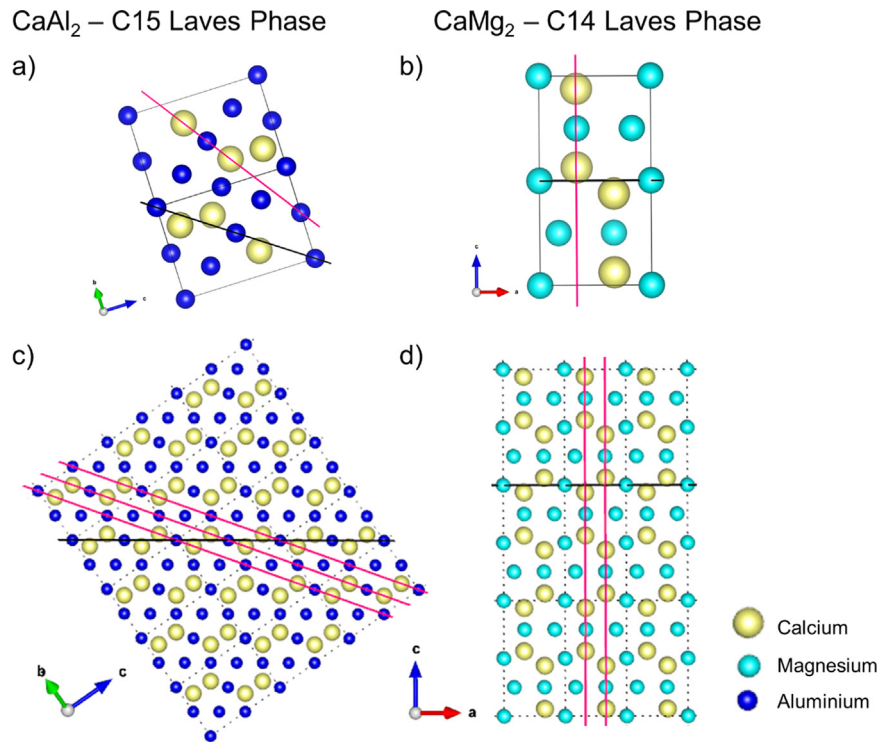 CaAl₂ – C15 Laves Phase
CaMg₂ – C14 Laves Phase
a)
b)
b
c
c
a
c)
d)
b
c
c
a
Calcium
Magnesium
Aluminium